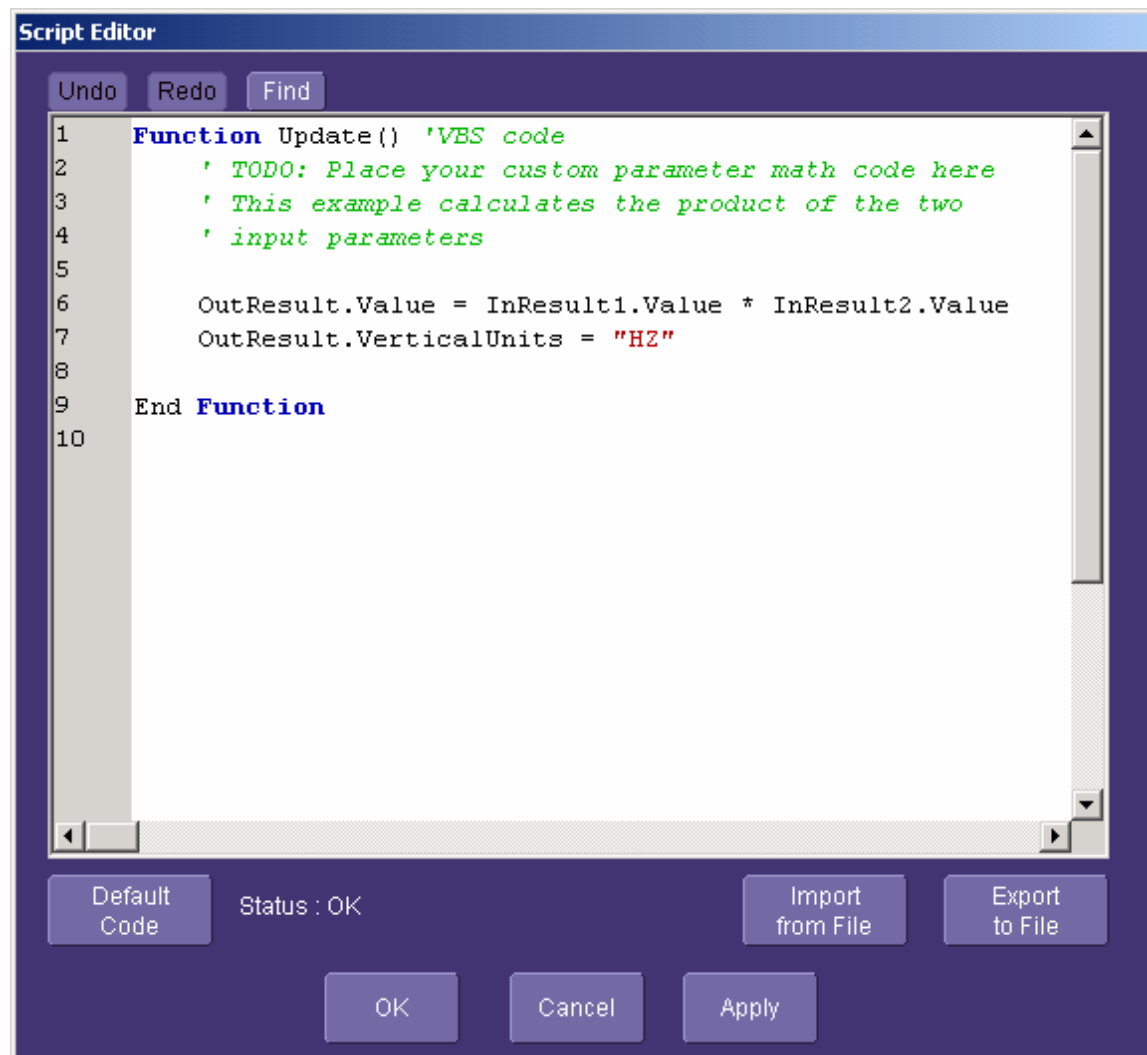 Script Editor
Undo Redo Find
1 Function Update() 'VBS code
2 ' TODO: Place your custom parameter math code here
3 ' This example calculates the product of the two
4 ' input parameters
5
6 OutResult.Value = InResult1.Value * InResult2.Value
7 OutResult.VerticalUnits = "HZ"
8
9 End Function
10
Default Code
Status : OK
Import from File
Export to File
OK Cancel Apply